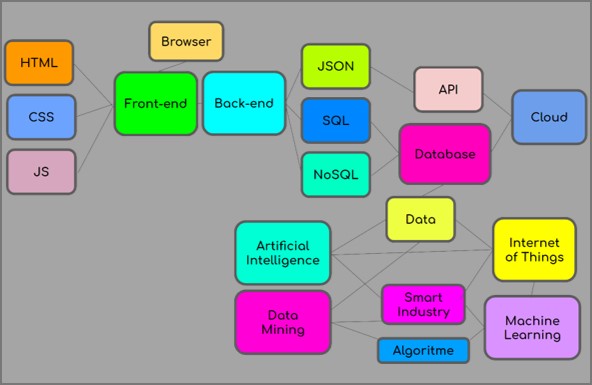 Browser
HTML
JSON
Front-end
Back-end
API
CSS
SQL
Cloud
Database
JS
NoSQL
Data
Artificial
Intelligence
Internet
of Things
Smart
Industry
Data
Mining
Machine
Learning
Algoritme